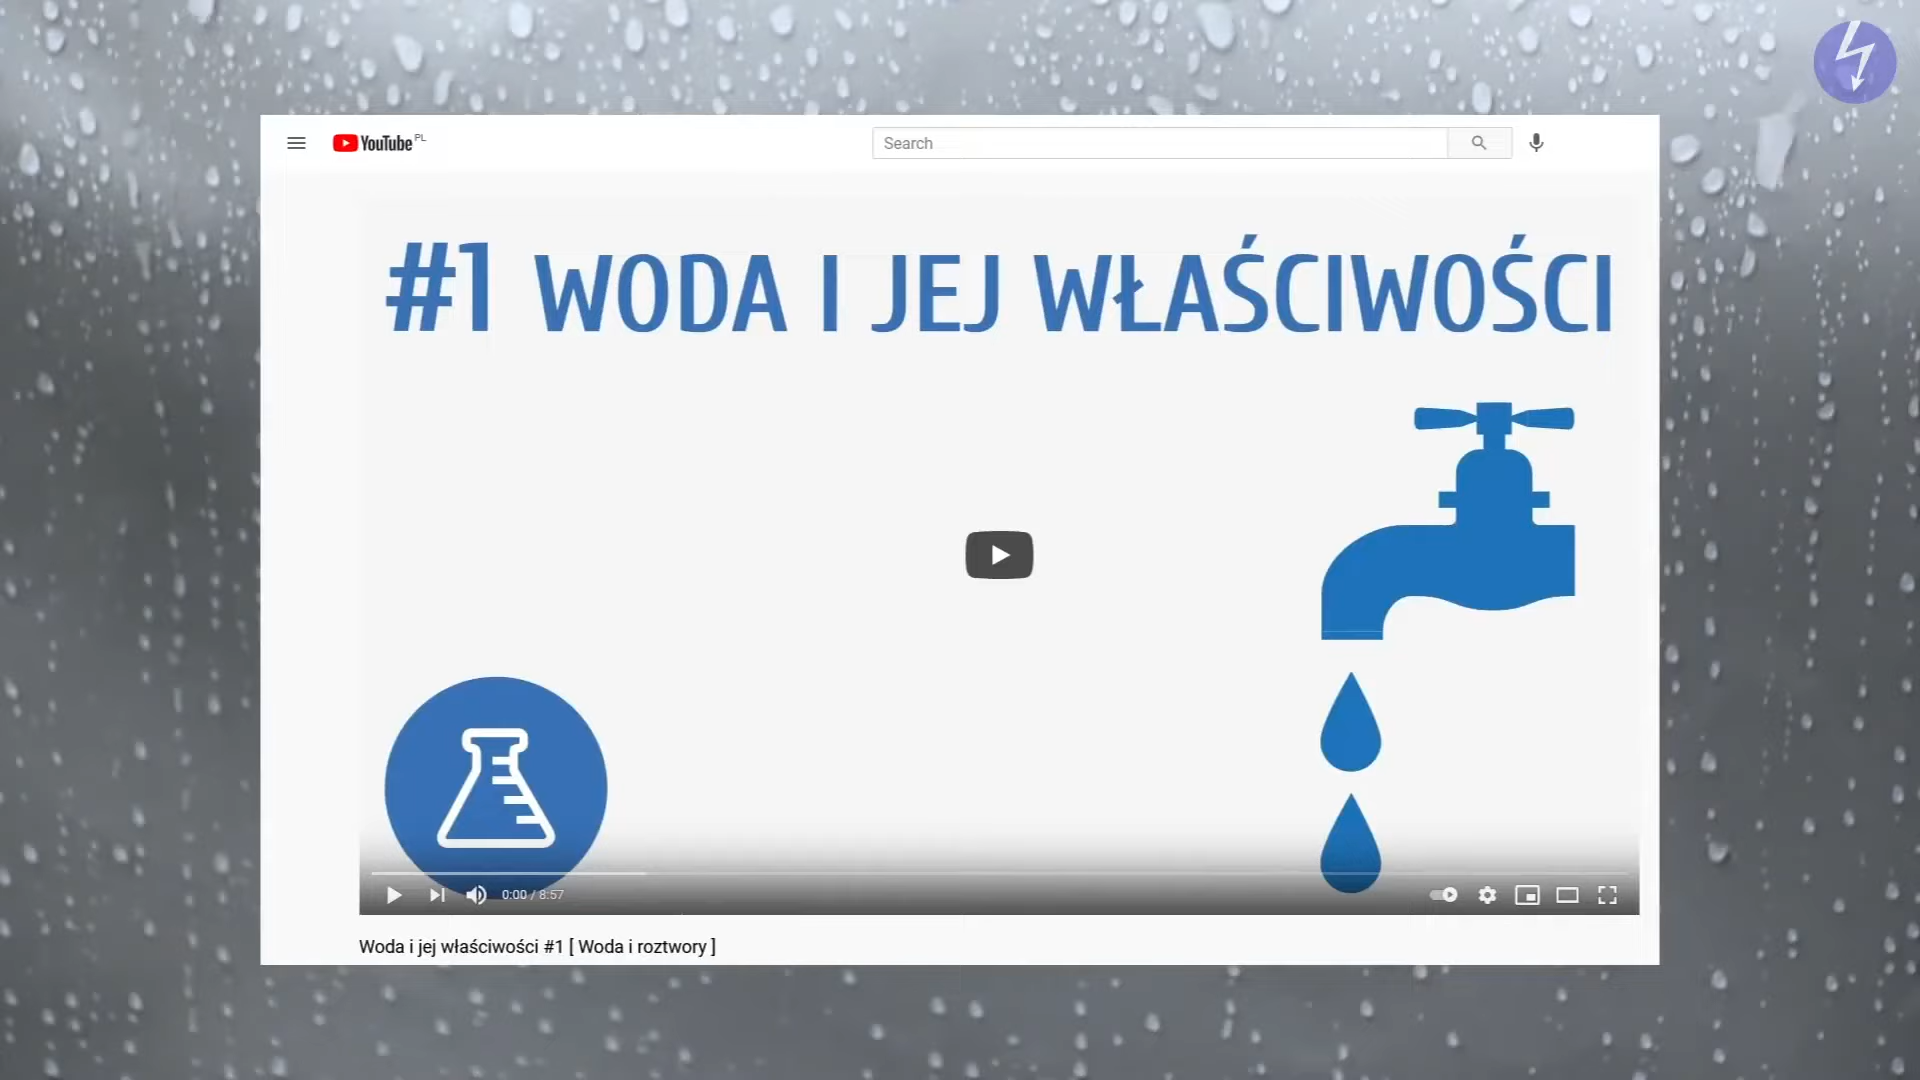 YouTube PL
Search
#1 WODA I JEJ WŁAŚCIWOŚCI
0:00 / 8:57
Woda i jej właściwości #1 [ Woda i roztwory ]